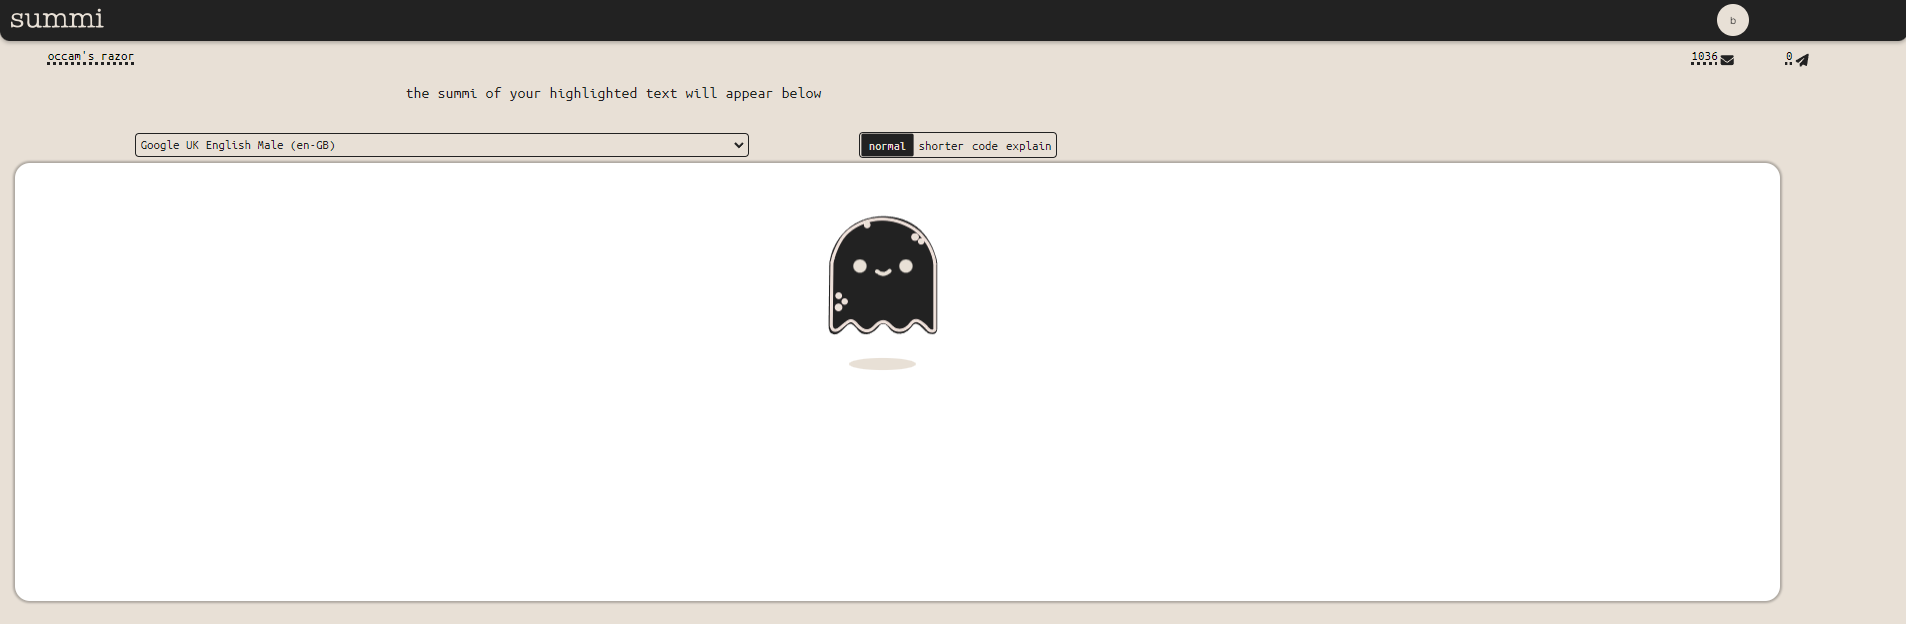 summi
b
occam's razor
1036
0
the summi of your highlighted text will appear below
Google UK English Male (en-GB)
normal shorter code explain